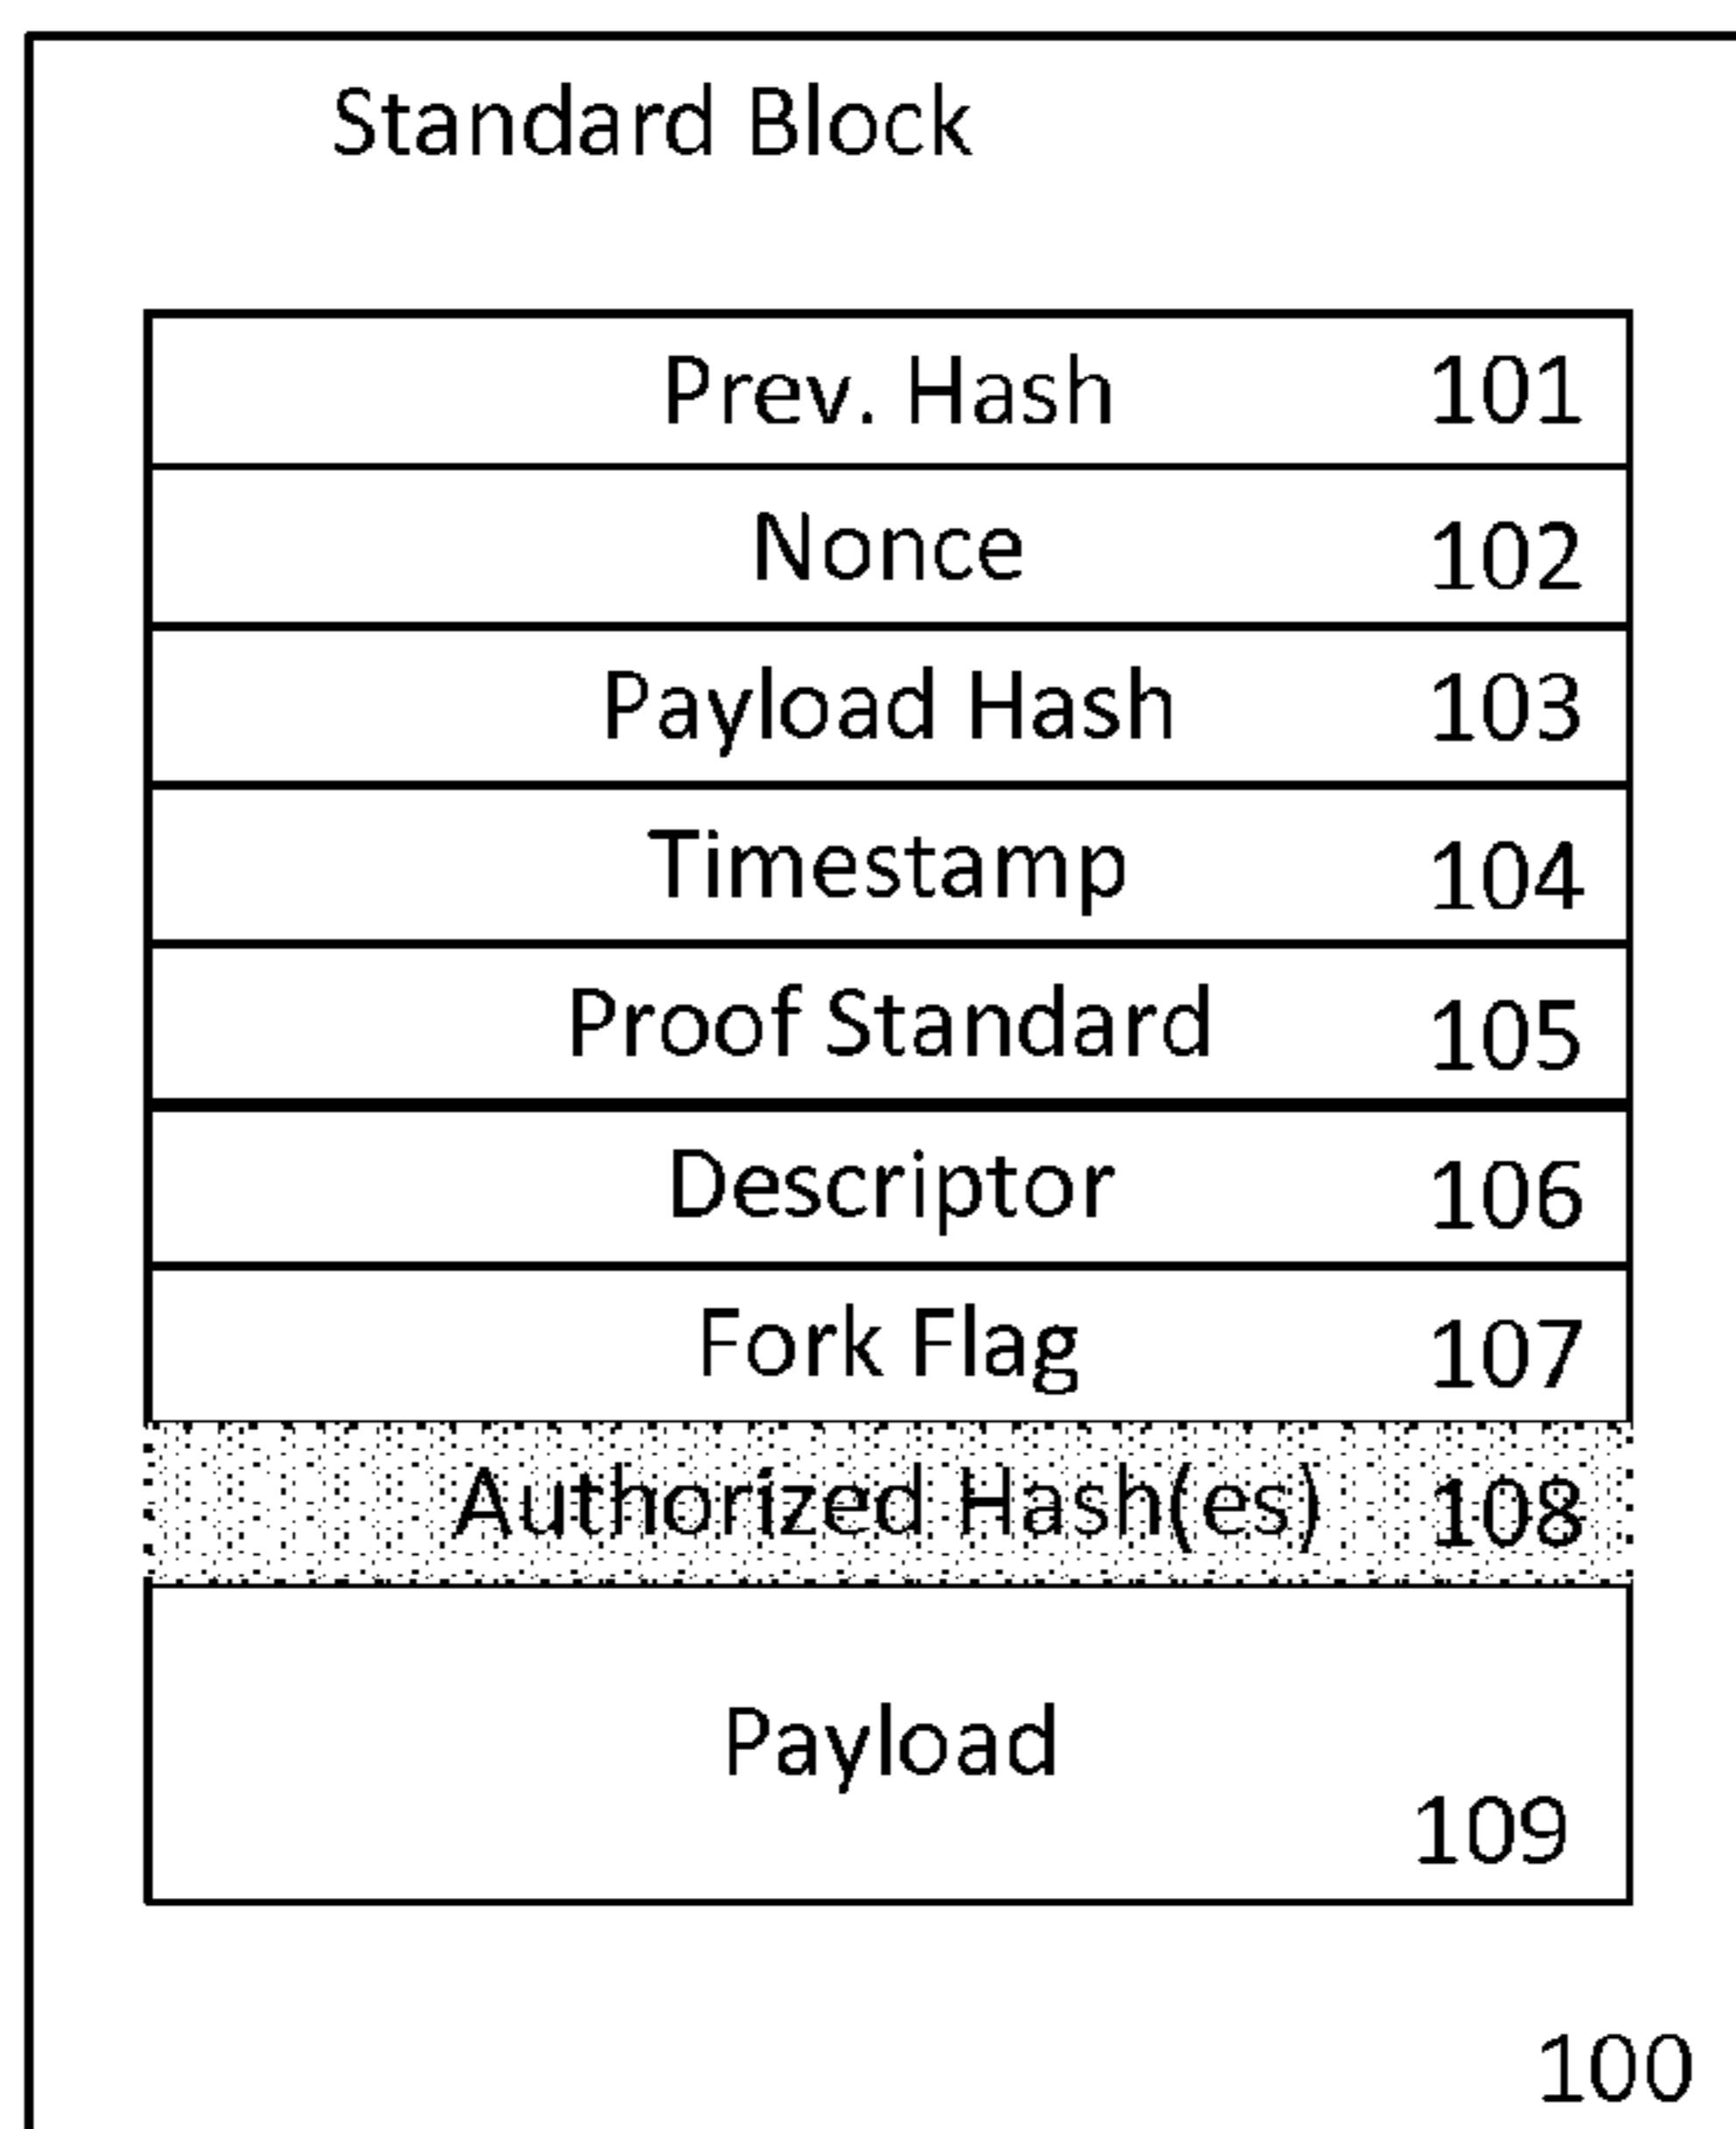 Standard Block
Prev. Hash 101
Nonce 102
Payload Hash 103
Timestamp 104
Proof Standard 105
Descriptor 106
Fork Flag 107
Authorized Hash(es) 108
Payload
109
100